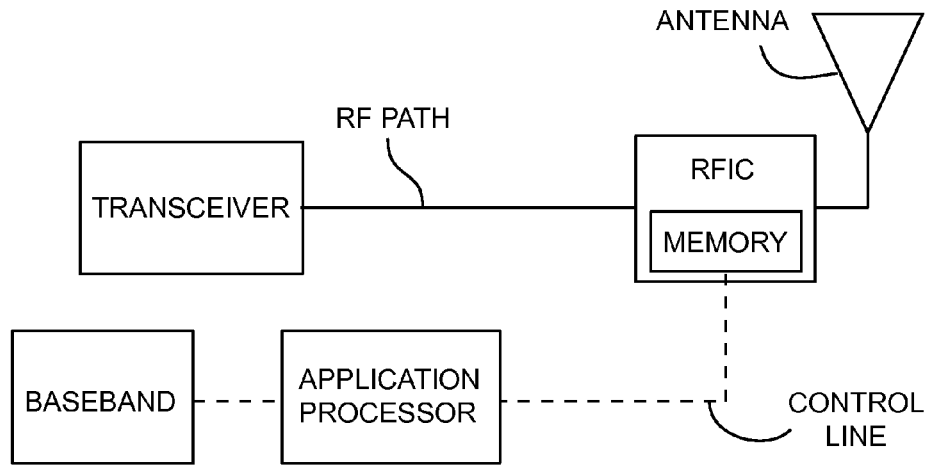 ANTENNA
RF PATH
TRANSCEIVER
RFIC
MEMORY
BASEBAND
APPLICATION
PROCESSOR
CONTROL
LINE